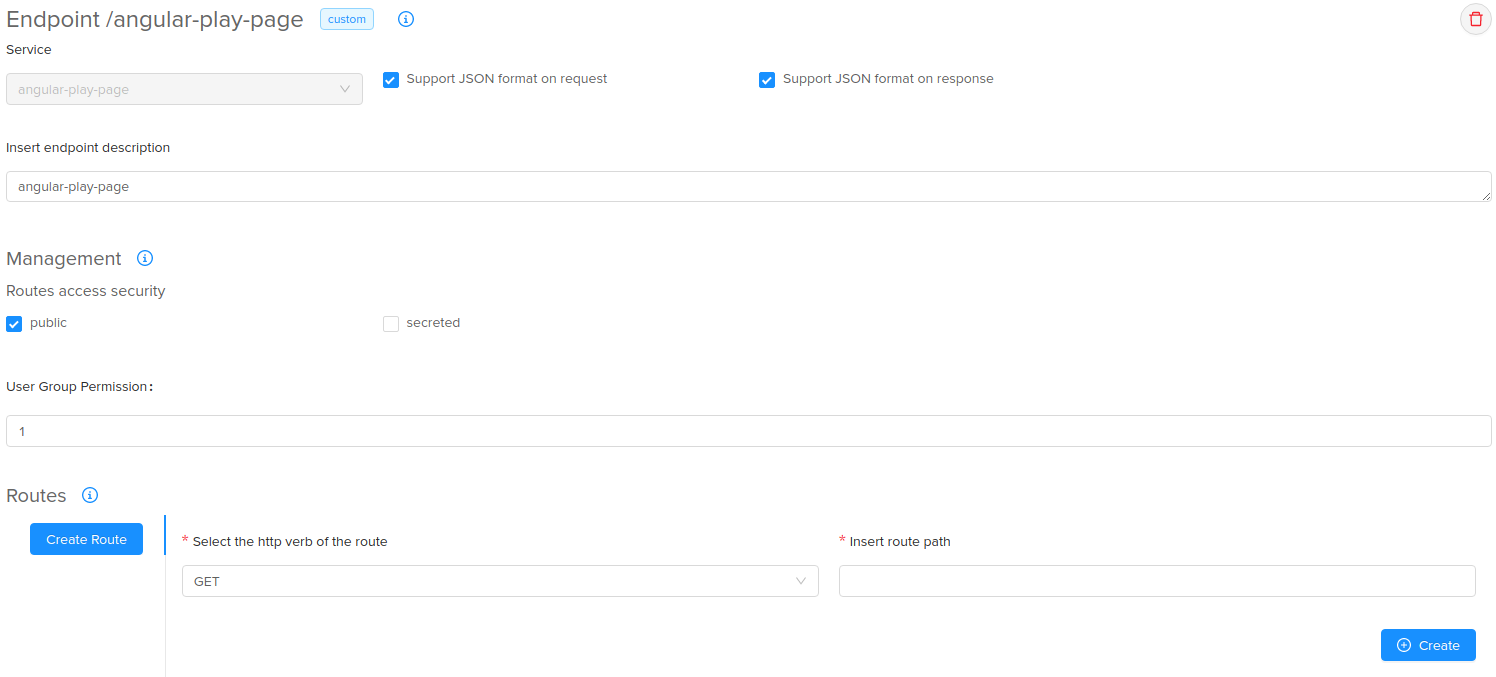 Endpoint /angular-play-page custom
Service
angular-play-page
Support JSON format on request
Support JSON format on response
Insert endpoint description
angular-play-page
Management
Routes access security
public
secreted
User Group Permission:
1
Routes
Create Route
* Select the http verb of the route
* Insert route path
GET
Create